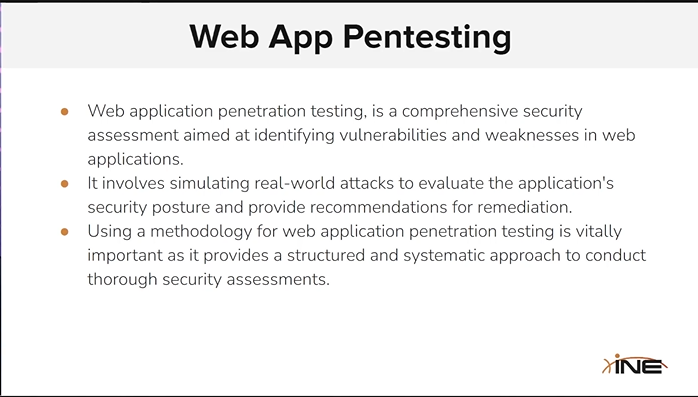 Web App Pentesting
● Web application penetration testing, is a comprehensive security
assessment aimed at identifying vulnerabilities and weaknesses in web
applications.
● It involves simulating real-world attacks to evaluate the application's
security posture and provide recommendations for remediation.
● Using a methodology for web application penetration testing is vitally
important as it provides a structured and systematic approach to conduct
thorough security assessments.
INE